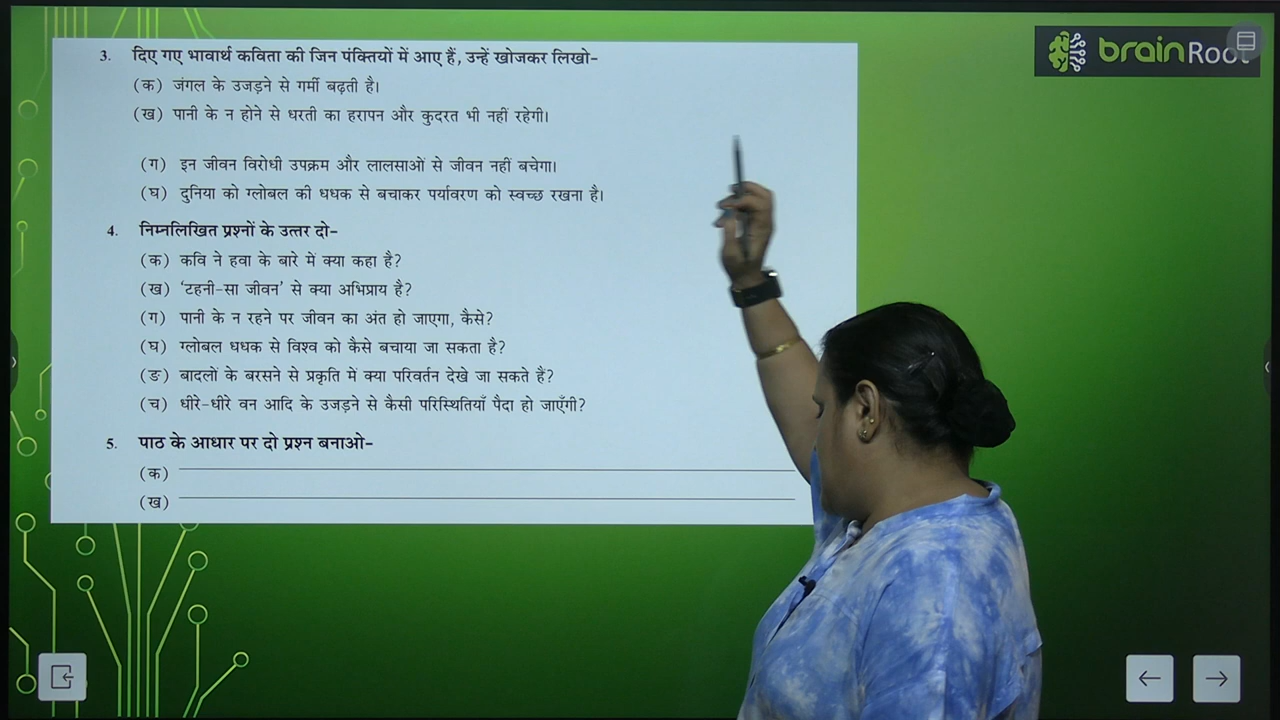 brainRoot
3. दिए गए भावार्थ कविता की जिन पंक्तियों में आए हैं, उन्हें खोजकर लिखो-
(क) जंगल के उजड़ने से गर्मी बढ़ती है।
(ख) पानी के न होने से धरती का हरापन और कुदरत भी नहीं रहेगी।
(ग) इन जीवन विरोधी उपक्रम और लालसाओं से जीवन नहीं बचेगा।
(घ) दुनिया को ग्लोबल की धधक से बचाकर पर्यावरण को स्वच्छ रखना है।
4. निम्नलिखित प्रश्नों के उत्तर दो-
(क) कवि ने हवा के बारे में क्या कहा है?
(ख) 'टहनी-सा जीवन' से क्या अभिप्राय है?
(ग) पानी के न रहने पर जीवन का अंत हो जाएगा, कैसे?
(घ) ग्लोबल धधक से विश्व को कैसे बचाया जा सकता है?
(ङ) बादलों के बरसने से प्रकृति में क्या परिवर्तन देखे जा सकते हैं?
(च) धीरे-धीरे वन आदि के उजड़ने से कैसी परिस्थितियाँ पैदा हो जाएँगी?
5. पाठ के आधार पर दो प्रश्न बनाओ-
(क)
(ख)